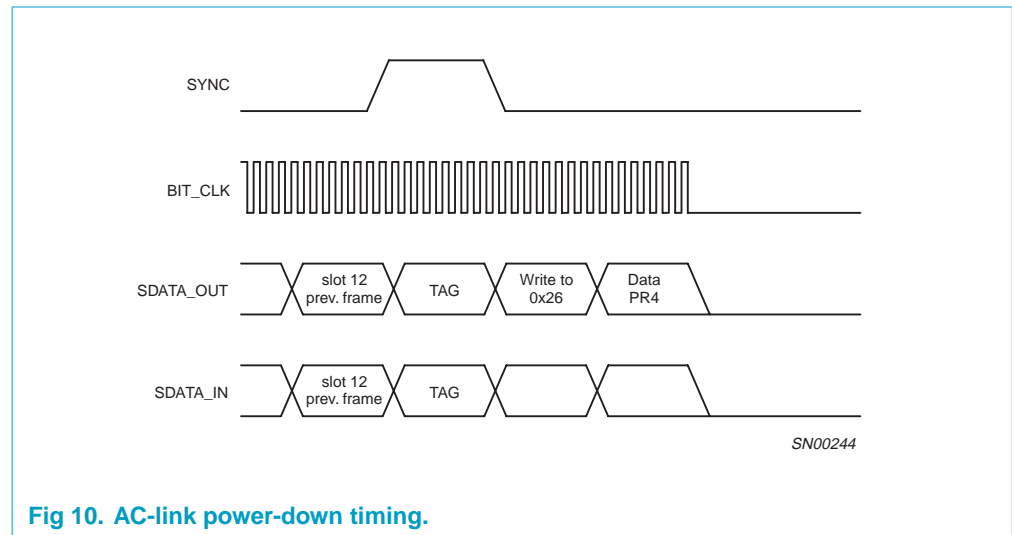 SYNC
BIT_CLK
SDATA_OUT
slot 12
prev. frame
TAG
Write to
0x26
Data
PR4
SDATA_IN
slot 12
prev. frame
TAG
SN00244
Fig 10. AC-link power-down timing.